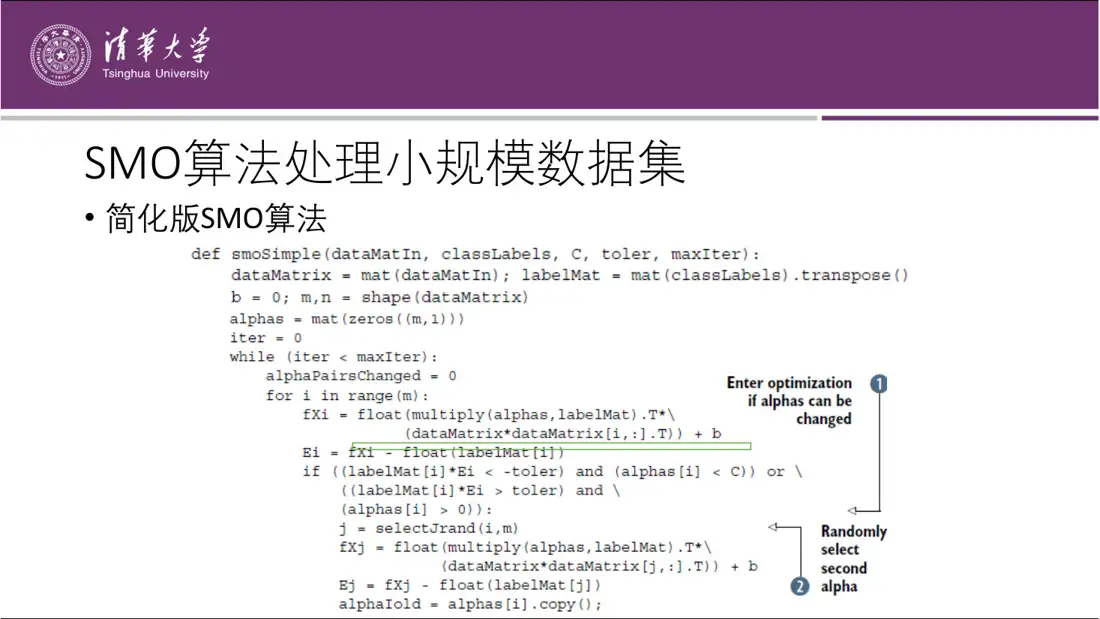 清华大学
Tsinghua University
SMO算法处理小规模数据集
• 简化版SMO算法
def smoSimple(dataMatIn, classLabels, C, toler, maxIter):
dataMatrix = mat(dataMatIn); labelMat = mat(classLabels).transpose()
b = 0; m,n = shape(dataMatrix)
alphas = mat(zeros((m,1)))
iter = 0
while (iter < maxIter):
alphaPairsChanged = 0
for i in range(m):
fXi = float(multiply(alphas,labelMat).T*\
(dataMatrix*dataMatrix[i,:].T)) + b
Ei = fXi - float(labelMat[i])
if ((labelMat[i]*Ei < -toler) and (alphas[i] < C)) or \
((labelMat[i]*Ei > toler) and \
(alphas[i] > 0)):
j = selectJrand(i,m)
fXj = float(multiply(alphas,labelMat).T*\
(dataMatrix*dataMatrix[j,:].T)) + b
Ej = fXj - float(labelMat[j])
alphaIold = alphas[i].copy();
Enter optimization
if alphas can be
changed
1
Randomly
select
second
alpha
2